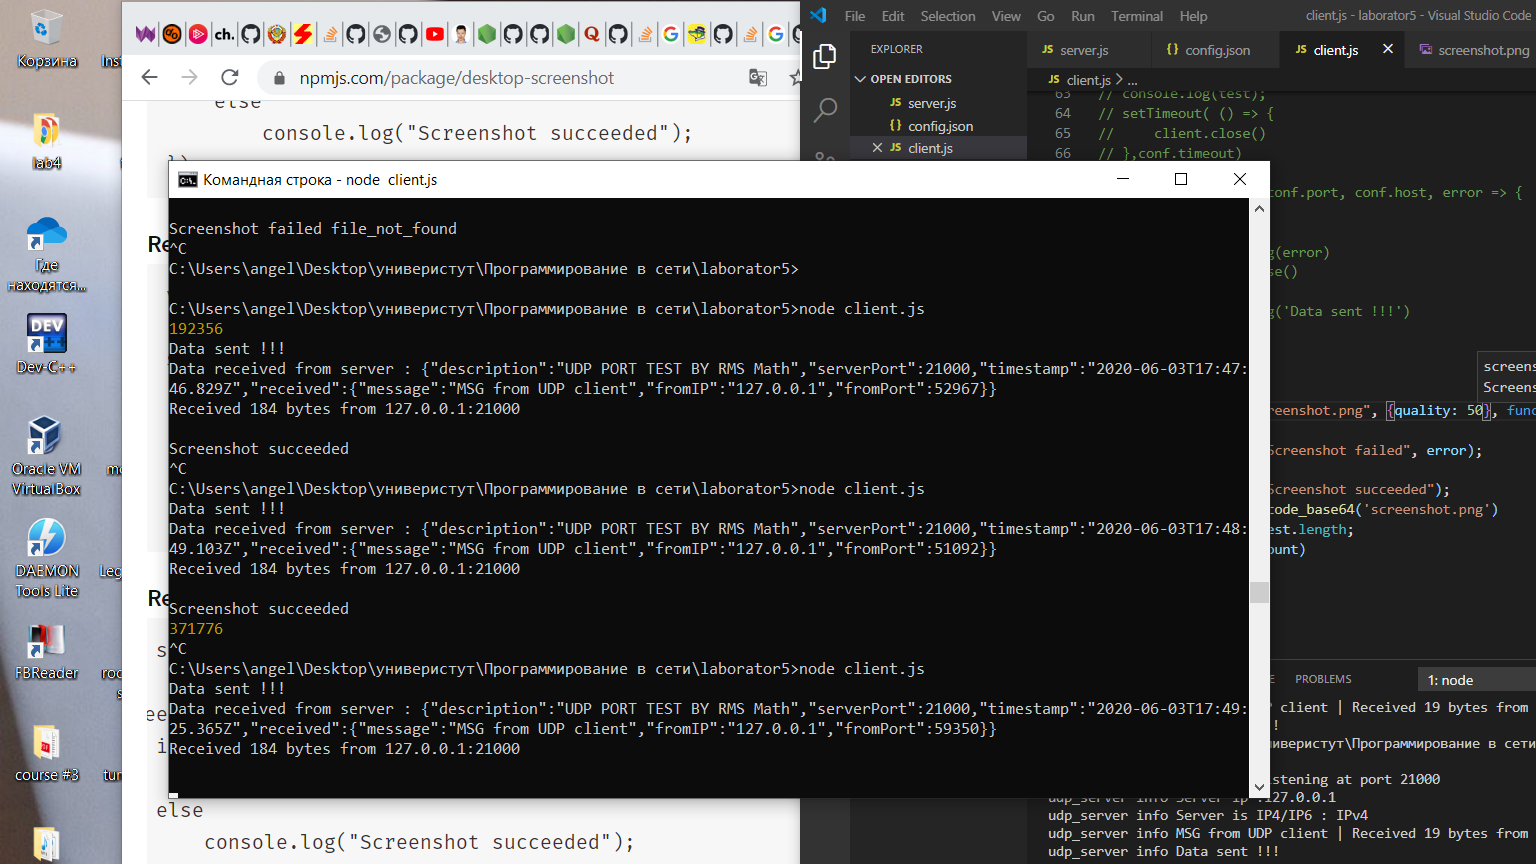 Корзина
lab4
Где
находятся...
Dev-C++
Oracle VM
VirtualBox
DAEMON
Tools Lite
FBReader
course #3
ch.
npmjs.com/package/desktop-screenshot
else
console.log("Screenshot succeeded");
Командная строка - node  client.js
Screenshot failed file_not_found
^C
C:\Users\angel\Desktop\универистут\Программирование в сети\laborator5>
C:\Users\angel\Desktop\универистут\Программирование в сети\laborator5>node client.js
192356
Data sent !!!
Data received from server : {"description":"UDP PORT TEST BY RMS Math","serverPort":21000,"timestamp":"2020-06-03T17:47:
46.829Z","received":{"message":"MSG from UDP client","fromIP":"127.0.0.1","fromPort":52967}}
Received 184 bytes from 127.0.0.1:21000
Screenshot succeeded
^C
C:\Users\angel\Desktop\универистут\Программирование в сети\laborator5>node client.js
Data sent !!!
Data received from server : {"description":"UDP PORT TEST BY RMS Math","serverPort":21000,"timestamp":"2020-06-03T17:48:
49.103Z","received":{"message":"MSG from UDP client","fromIP":"127.0.0.1","fromPort":51092}}
Received 184 bytes from 127.0.0.1:21000
Screenshot succeeded
371776
^C
C:\Users\angel\Desktop\универистут\Программирование в сети\laborator5>node client.js
Data sent !!!
Data received from server : {"description":"UDP PORT TEST BY RMS Math","serverPort":21000,"timestamp":"2020-06-03T17:49:
25.365Z","received":{"message":"MSG from UDP client","fromIP":"127.0.0.1","fromPort":59350}}
Received 184 bytes from 127.0.0.1:21000
else
console.log("Screenshot succeeded");
File Edit Selection View Go Run Terminal Help
client.js - laborator5 - Visual Studio Code
EXPLORER
OPEN EDITORS
JS server.js
{} config.json
JS client.js
JS server.js {} config.json JS client.js screenshot.png
JS client.js > ...
63 // console.log(test);
64 // setTimeout( () => {
65 // client.close()
66 // },conf.timeout)
conf.port, conf.host, error => {
g(error)
se()
g('Data sent !!!')
screens
Screens
reenshot.png", {quality: 50}, func
Screenshot failed", error);
Screenshot succeeded");
code_base64('screenshot.png')
est.length;
ount)
PROBLEMS
1: node
P client | Received 19 bytes from
!
ниверистут\Программирование в сети
istening at port 21000
udp_server info Server ip :127.0.0.1
udp_server info Server is IP4/IP6 : IPv4
udp_server info MSG from UDP client | Received 19 bytes from
udp_server info Data sent !!!